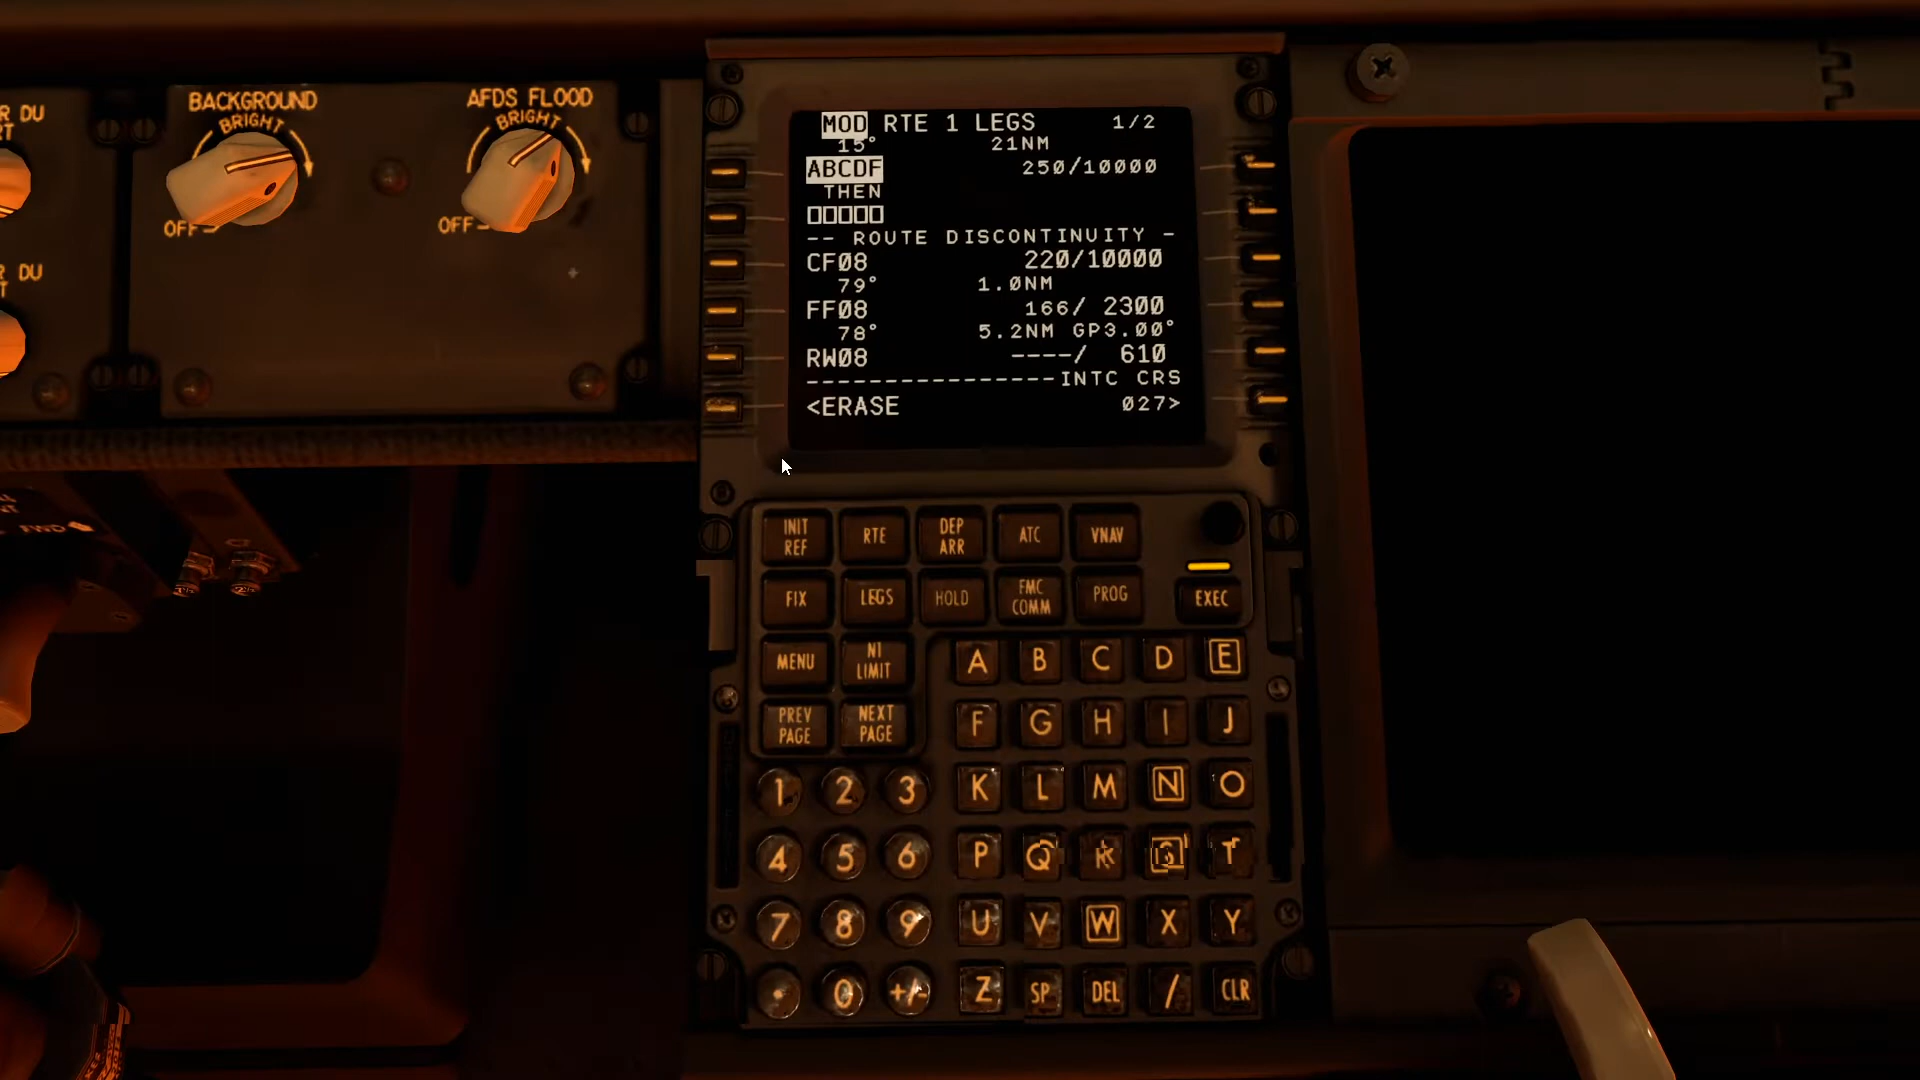 R DU
RT
BACKGROUND
BRIGHT
OFF
AFDS FLOOD
BRIGHT
OFF
R DU
T
FWD
MOD RTE 1 LEGS 1/2
15° 21NM
ABCDF 250/10000
THEN
□□□□□
-- ROUTE DISCONTINUITY -
CF08 220/10000
79° 1.0NM
FF08 166/ 2300
78° 5.2NM GP3.00°
RW08 ----/ 610
----------------INTC CRS
<ERASE 027>
INIT REF RTE DEP ARR ATC VNAV
FIX LEGS HOLD FMC COMM PROG EXEC
MENU N1 LIMIT A B C D E
PREV PAGE NEXT PAGE F G H I J
1 2 3 K L M N O
4 5 6 P Q R T
7 8 9 U V W X Y
. 0 +/- Z SP DEL / CLR